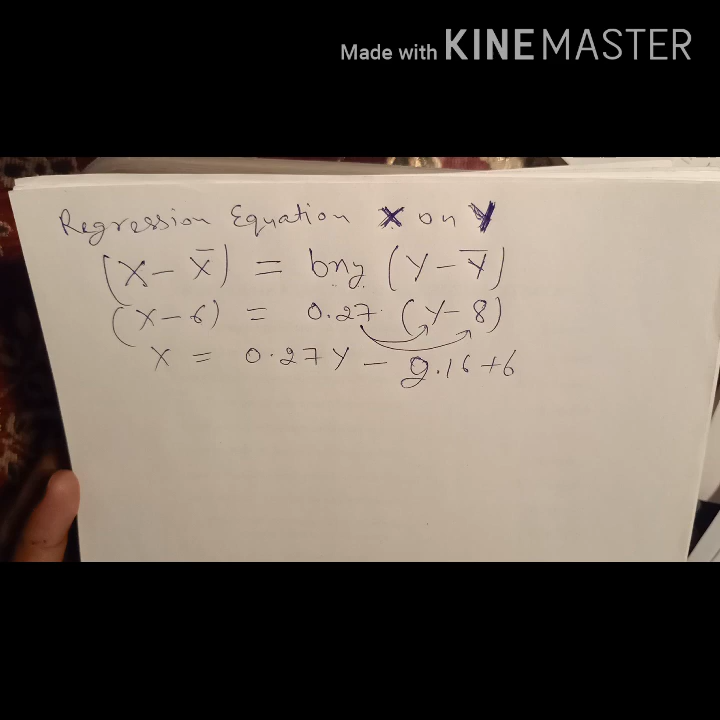 Made with KINEMASTER
Regression Equation X on Y
(X - X̄) = bxy (Y - Ȳ)
(X - 6) = 0.27 (Y - 8)
X = 0.27Y - 2.16 + 6